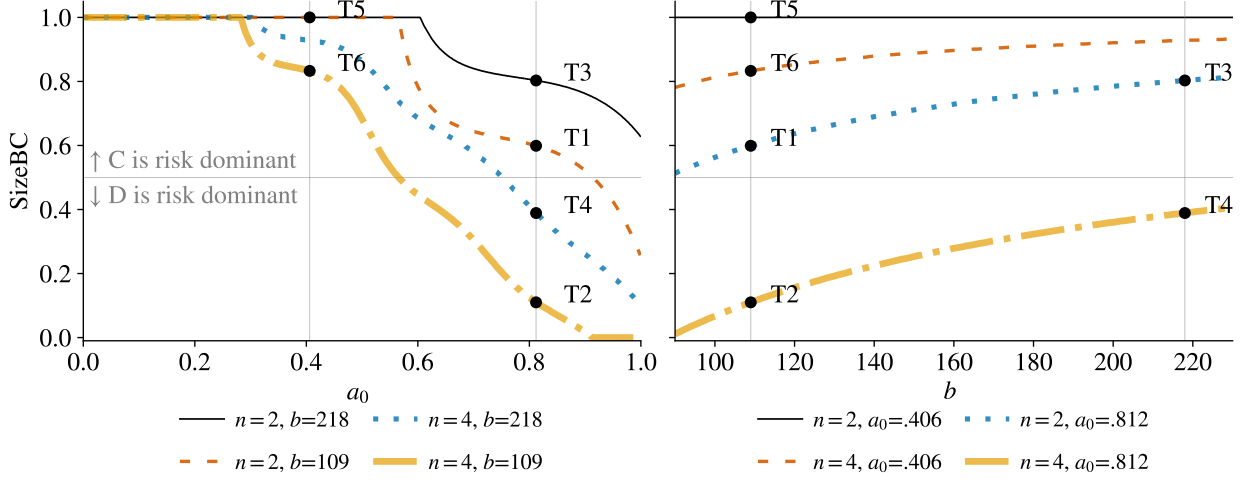 SizeBC
1.0
0.8
0.6
0.4
0.2
0.0
↑ C is risk dominant
↓ D is risk dominant
T5
T6
T3
T1
T4
T2
0.0 0.2 0.4 0.6 0.8 1.0
a₀
n=2, b=218
n=4, b=218
n=2, b=109
n=4, b=109
T5
T6
T3
T1
T4
T2
100 120 140 160 180 200 220
b
n=2, a₀=.406
n=2, a₀=.812
n=4, a₀=.406
n=4, a₀=.812